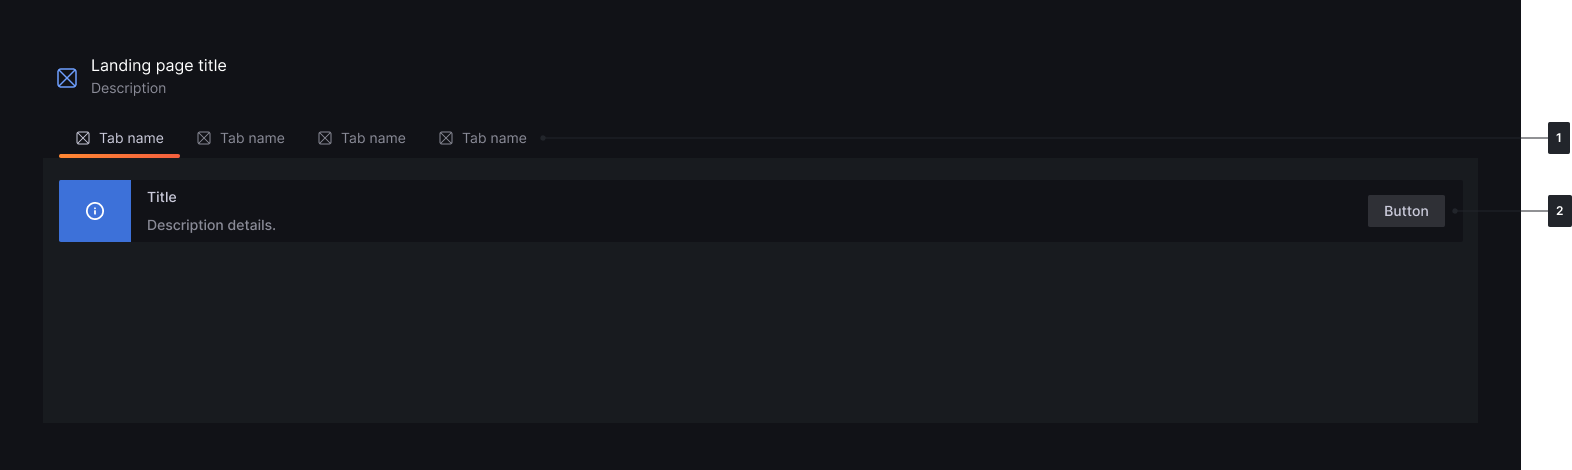 Landing page title
Description
Tab name Tab name Tab name Tab name
1
Title
Description details.
Button
2